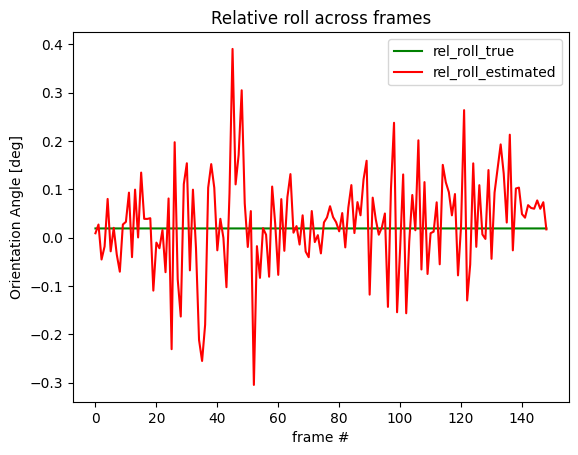 Relative roll across frames
rel_roll_true
rel_roll_estimated
Orientation Angle [deg]
0.4
0.3
0.2
0.1
0.0
−0.1
−0.2
−0.3
0 20 40 60 80 100 120 140
frame #